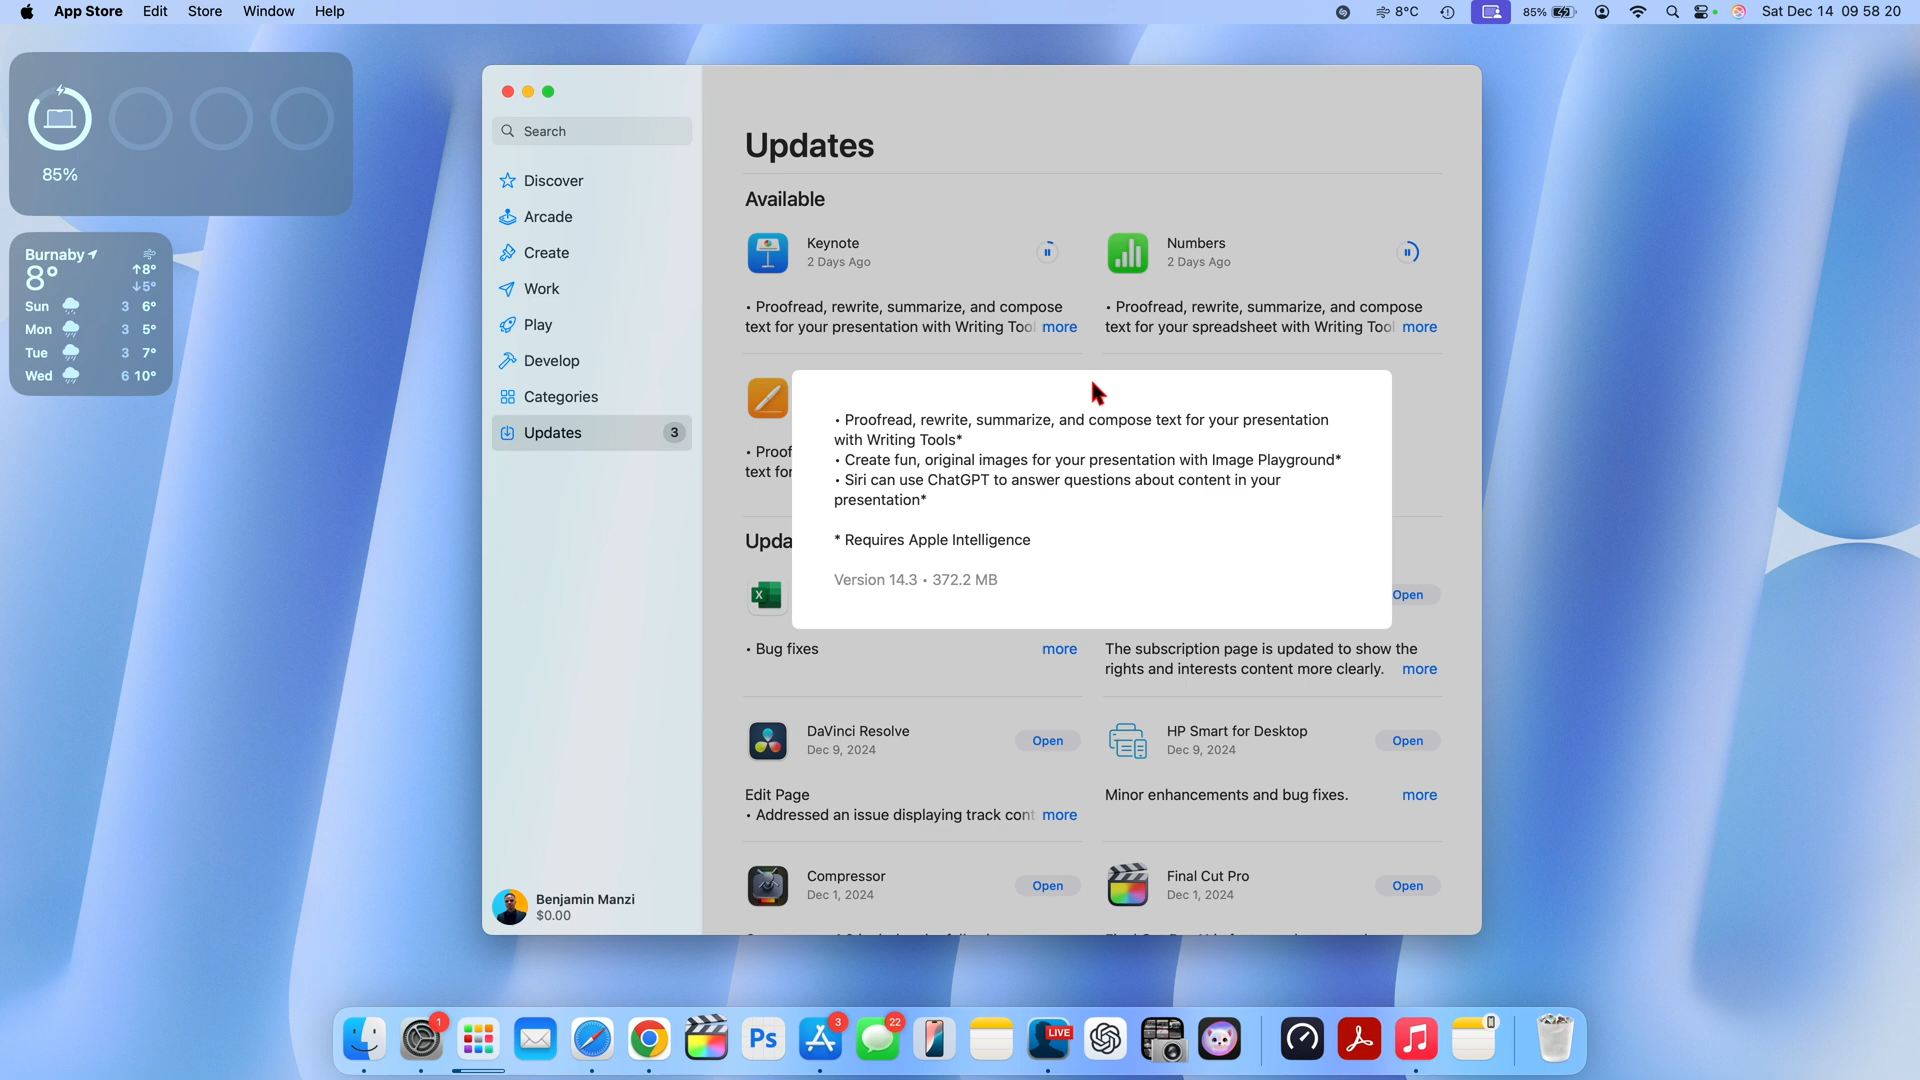 App Store Edit Store Window Help
8°C 85% Sat Dec 14 09 58 20
85%
Burnaby
8° ↑8°
↓5°
Sun 3 6°
Mon 3 5°
Tue 3 7°
Wed 6 10°
Search
Discover
Arcade
Create
Work
Play
Develop
Categories
Updates 3
Benjamin Manzi
$0.00
Updates
Available
Keynote
2 Days Ago
• Proofread, rewrite, summarize, and compose
text for your presentation with Writing Tool more
Numbers
2 Days Ago
• Proofread, rewrite, summarize, and compose
text for your spreadsheet with Writing Tool more
• Proof
text for
• Proofread, rewrite, summarize, and compose text for your presentation
with Writing Tools*
• Create fun, original images for your presentation with Image Playground*
• Siri can use ChatGPT to answer questions about content in your
presentation*
* Requires Apple Intelligence
Version 14.3 • 372.2 MB
Upda
X
Open
• Bug fixes more
The subscription page is updated to show the
rights and interests content more clearly. more
DaVinci Resolve
Dec 9, 2024
Open
Edit Page
• Addressed an issue displaying track cont more
HP Smart for Desktop
Dec 9, 2024
Open
Minor enhancements and bug fixes. more
Compressor
Dec 1, 2024
Open
Final Cut Pro
Dec 1, 2024
Open
1 Ps 3 22 LIVE